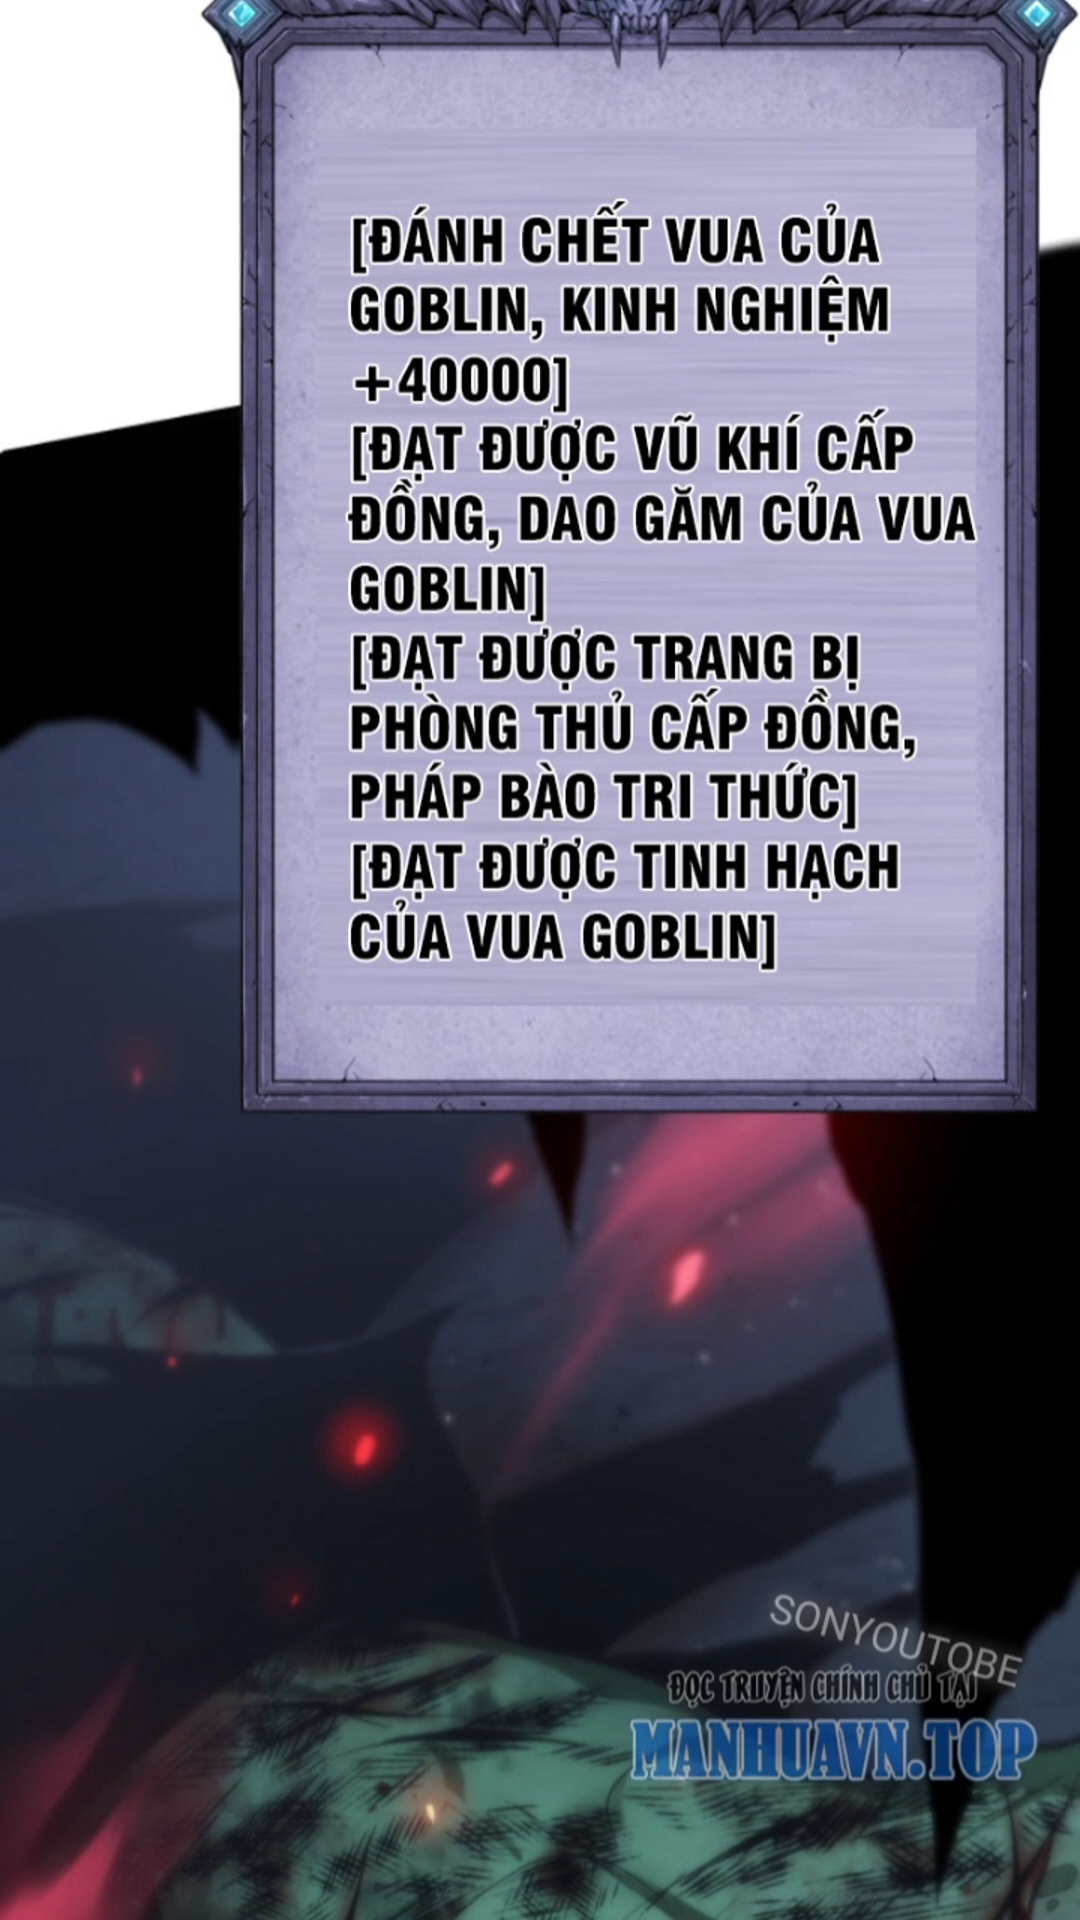 [ĐÁNH CHẾT VUA CỦA
GOBLIN, KINH NGHIỆM
+40000]
[ĐẠT ĐƯỢC VŨ KHÍ CẤP
ĐỒNG, DAO GĂM CỦA VUA
GOBLIN]
[ĐẠT ĐƯỢC TRANG BỊ
PHÒNG THỦ CẤP ĐỒNG,
PHÁP BÀO TRI THỨC]
[ĐẠT ĐƯỢC TINH HẠCH
CỦA VUA GOBLIN]
SONYOUTOBE
ĐỌC TRUYỆN CHÍNH CHỦ TẠI
MANHUAVN.TOP